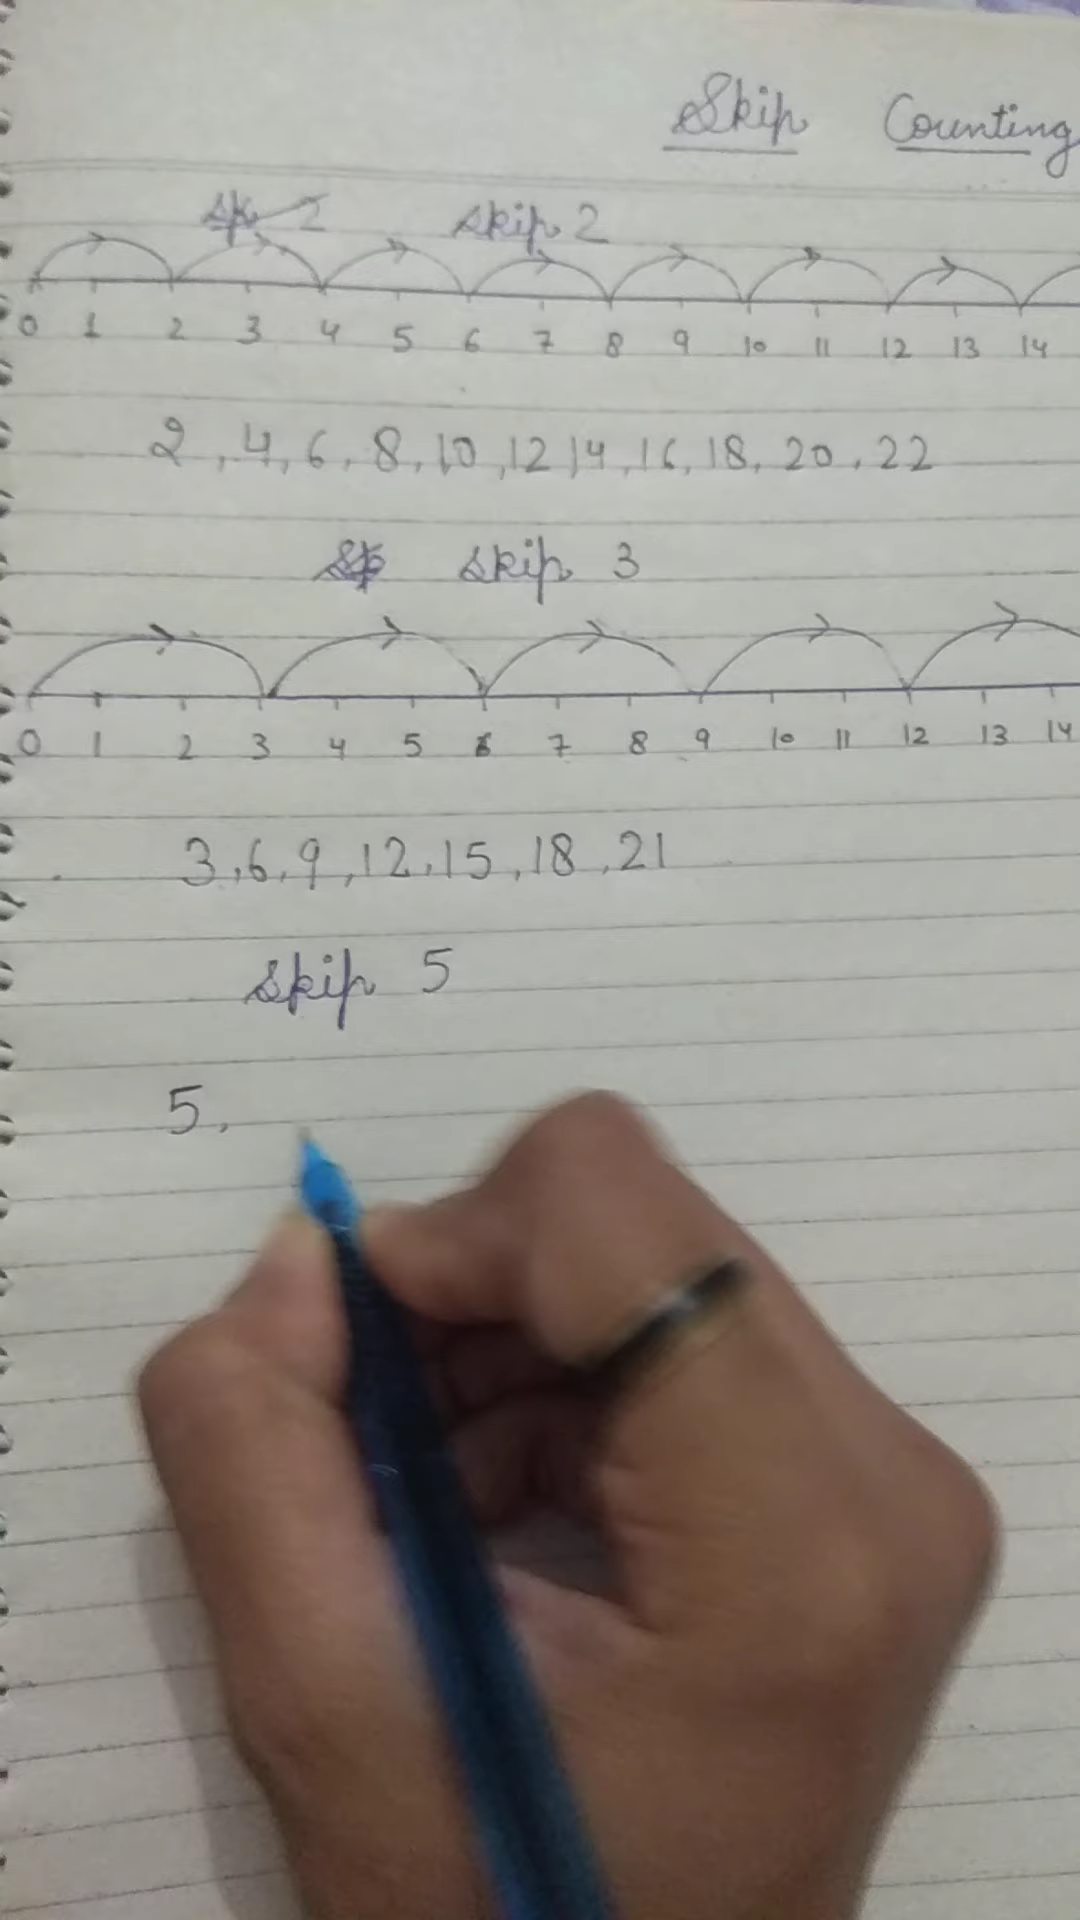 Skip Counting
skip 2
0 1 2 3 4 5 6 7 8 9 10 11 12 13 14
2, 4, 6, 8, 10, 12 14, 16, 18, 20, 22
skip 3
0 1 2 3 4 5 6 7 8 9 10 11 12 13 14
3, 6, 9, 12, 15, 18, 21
skip 5
5,